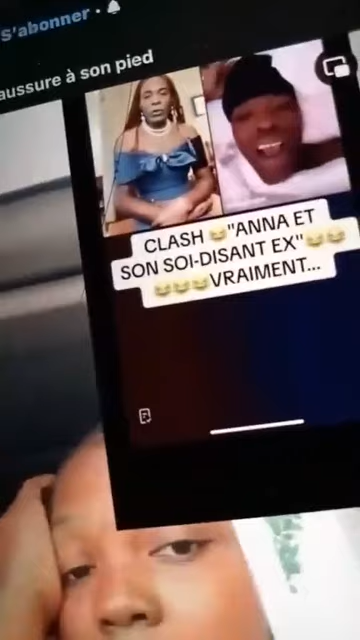 S'abonner
aussure à son pied
CLASH 😂"ANNA ET
SON SOI-DISANT EX"😂😂
😂😂😂VRAIMENT...